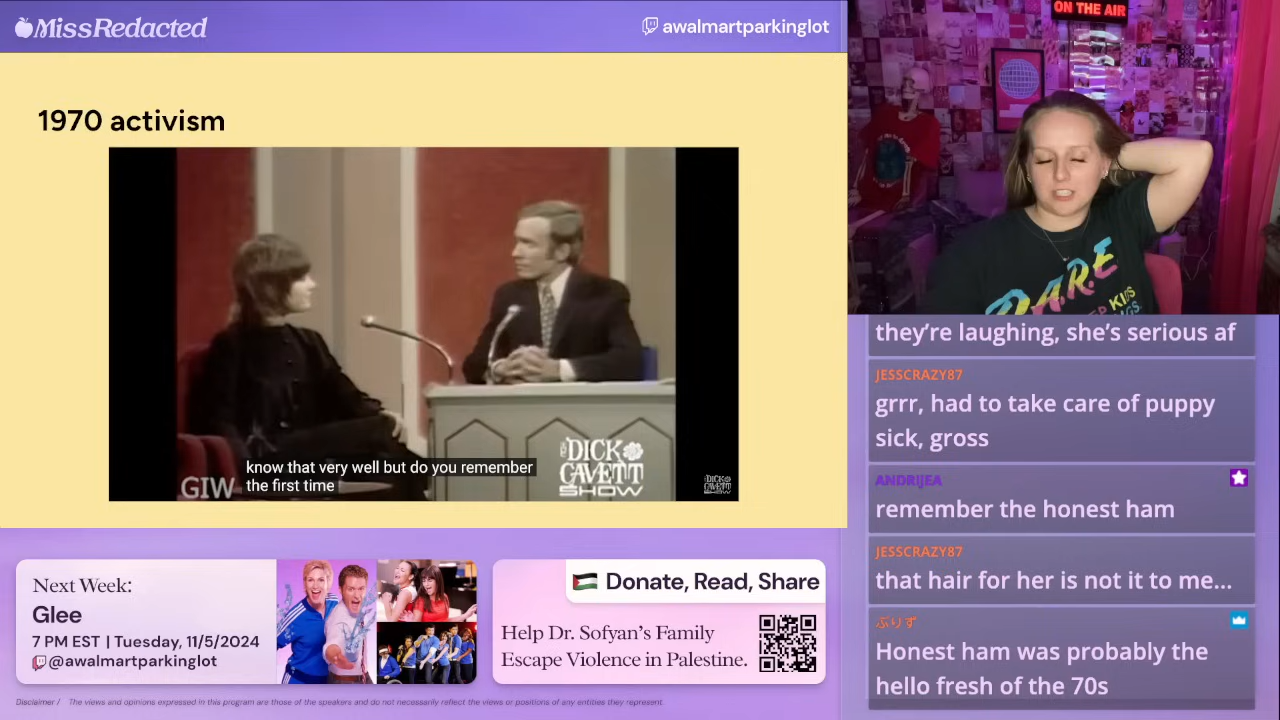 MissRedacted
awalmartparkinglot
ON THE AIR
1970 activism
know that very well but do you remember
the first time
GIW
THE
DICK
CAVETT
SHOW
D.A.R.E
KIDS
they’re laughing, she’s serious af
JESSCRAZY87
grrr, had to take care of puppy
sick, gross
ANDRIJEA
remember the honest ham
JESSCRAZY87
that hair for her is not it to me...
ぷりず
Honest ham was probably the
hello fresh of the 70s
Next Week:
Glee
7 PM EST | Tuesday, 11/5/2024
@awalmartparkinglot
Donate, Read, Share
Help Dr. Sofyan’s Family
Escape Violence in Palestine.
Disclaimer / The views and opinions expressed in this program are those of the speakers and do not necessarily reflect the views or positions of any entities they represent.